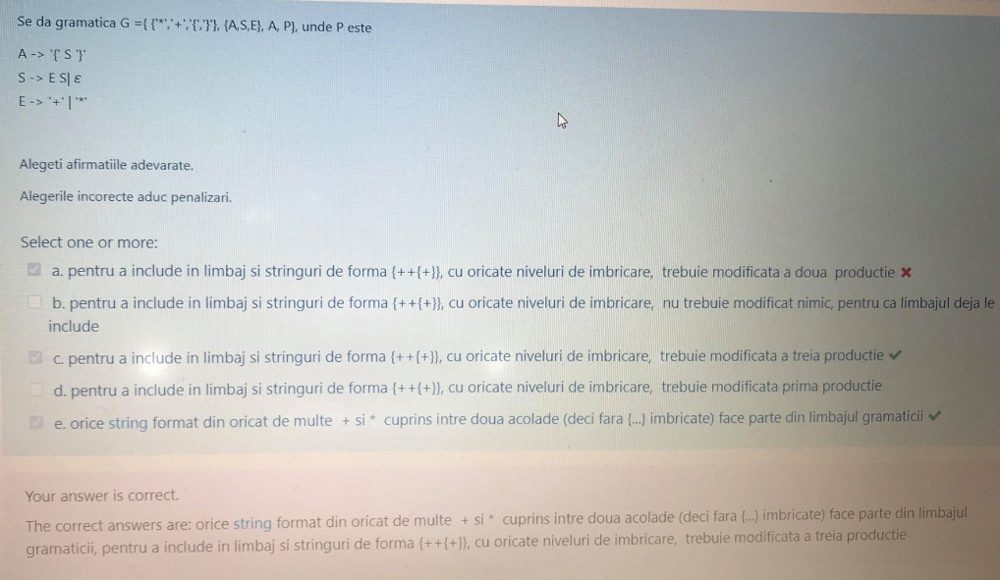 Se da gramatica G ={ {'*','+','{','}'}, {A,S,E}, A, P}, unde P este
A -> '{' S '}'
S -> E S| ε
E -> '+' | '*'
Alegeti afirmatiile adevarate.
Alegerile incorecte aduc penalizari.
Select one or more:
a. pentru a include in limbaj si stringuri de forma {++{+}}, cu oricate niveluri de imbricare, trebuie modificata a doua productie
b. pentru a include in limbaj si stringuri de forma {++{+}}, cu oricate niveluri de imbricare, nu trebuie modificat nimic, pentru ca limbajul deja le
include
c. pentru a include in limbaj si stringuri de forma {++{+}}, cu oricate niveluri de imbricare, trebuie modificata a treia productie
d. pentru a include in limbaj si stringuri de forma {++{+}}, cu oricate niveluri de imbricare, trebuie modificata prima productie
e. orice string format din oricat de multe + si * cuprins intre doua acolade (deci fara {...} imbricate) face parte din limbajul gramaticii
Your answer is correct.
The correct answers are: orice string format din oricat de multe + si * cuprins intre doua acolade (deci fara {...} imbricate) face parte din limbajul
gramaticii, pentru a include in limbaj si stringuri de forma {++{+}}, cu oricate niveluri de imbricare, trebuie modificata a treia productie